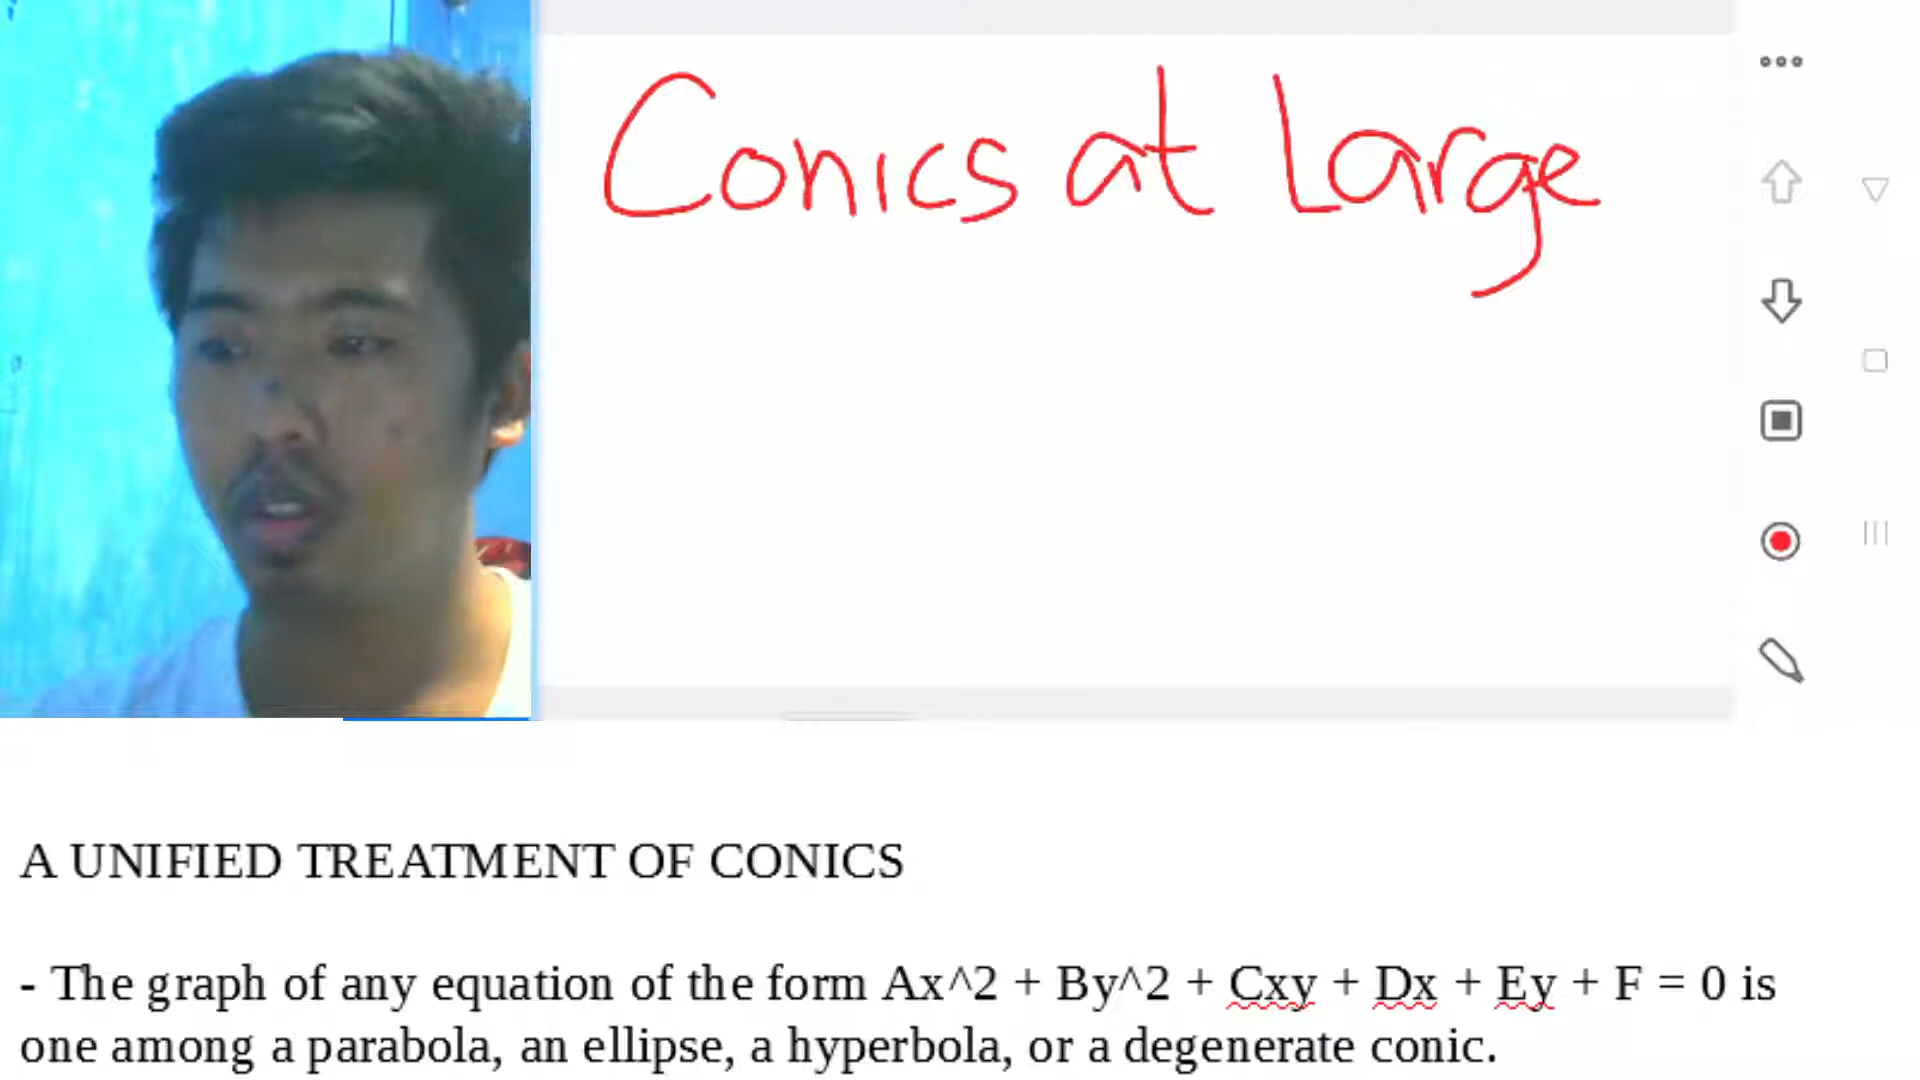 Conics at Large
A UNIFIED TREATMENT OF CONICS
- The graph of any equation of the form Ax^2 + By^2 + Cxy + Dx + Ey + F = 0 is
one among a parabola, an ellipse, a hyperbola, or a degenerate conic.